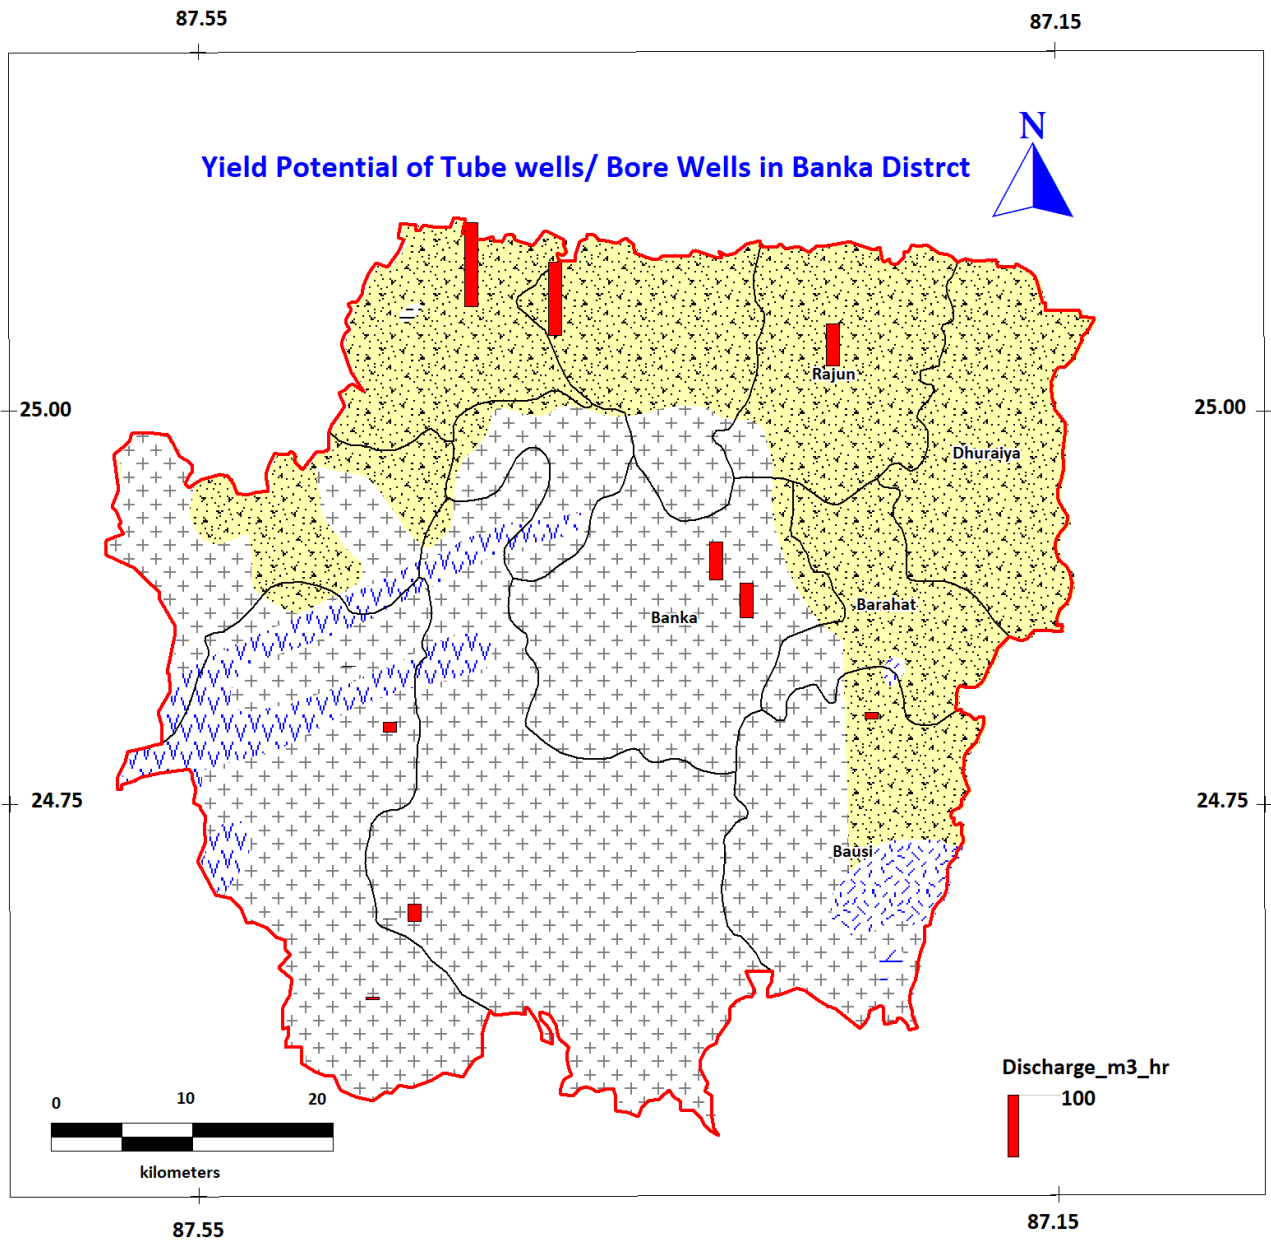 87.55
87.15
N
Yield Potential of Tube wells/ Bore Wells in Banka Distrct
Rajun
25.00
25.00
Dhuraiya
Barahat
Banka
24.75
24.75
Bausi
Discharge_m3_hr
100
0 10 20
kilometers
87.55
87.15